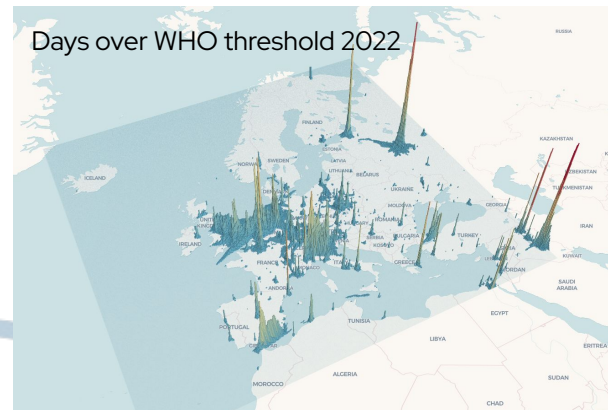 Days over WHO threshold 2022
RUSSIA
ICELAND
FINLAND
NORWAY
SWEDEN
ESTONIA
LATVIA
LITHUANIA
BELARUS
KAZAKHSTAN
UZBEKISTAN
TURKMENISTAN
UKRAINE
MOLDOVA
GEORGIA
IRELAND
FRANCE
MONACO
ROMANIA
SERBIA
KOSOVO
BULGARIA
TURKEY
IRAN
KUWAIT
ANDORRA
GREECE
JORDAN
SAUDI
ARABIA
PORTUGAL
TUNISIA
EGYPT
MOROCCO
ALGERIA
LIBYA
ERITREA
SUDAN
CHAD